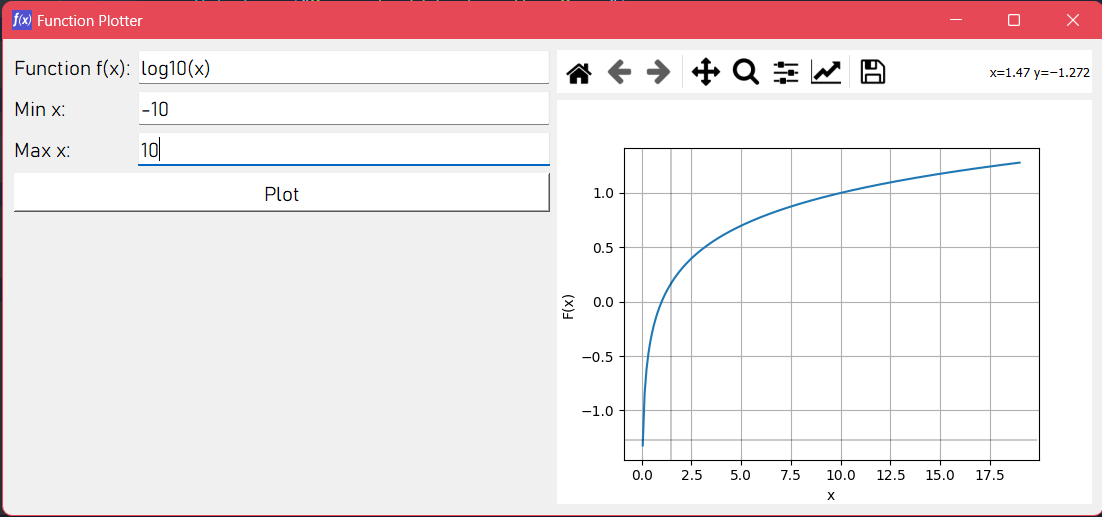 f(x) Function Plotter
Function f(x): log10(x)
Min x: -10
Max x: 10
Plot
x=1.47 y=−1.272
1.0
0.5
0.0
−0.5
−1.0
F(x)
0.0 2.5 5.0 7.5 10.0 12.5 15.0 17.5
x